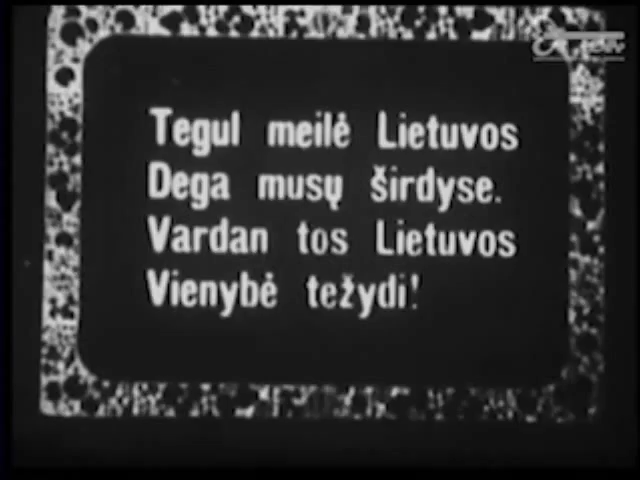 Tegul meilė Lietuvos
Dega musų širdyse.
Vardan tos Lietuvos
Vienybė težydi!